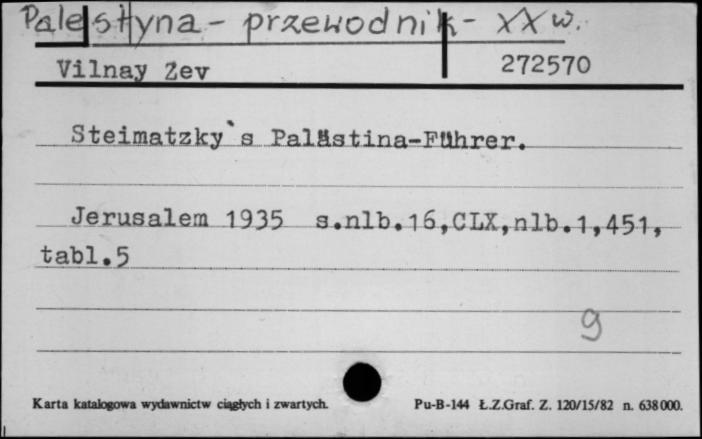 Palestyna - przewodnik - XX w.
Vilnay Zev 272570
Steimatzky`s Palästina-Führer.
Jerusalem 1935 s.nlb.16,CLX,nlb.1,451,
tabl.5
9
Karta katalogowa wydawnictw ciągłych i zwartych. Pu-B-144 Ł.Z.Graf. Z. 120/15/82 n. 638000.